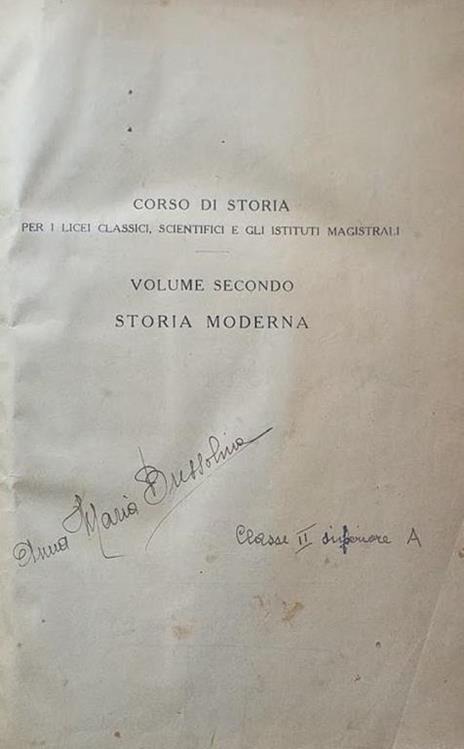 CORSO DI STORIA
PER I LICEI CLASSICI, SCIENTIFICI E GLI ISTITUTI MAGISTRALI
VOLUME SECONDO
STORIA MODERNA
Anna Maria Bressolina
Classe II superiore A